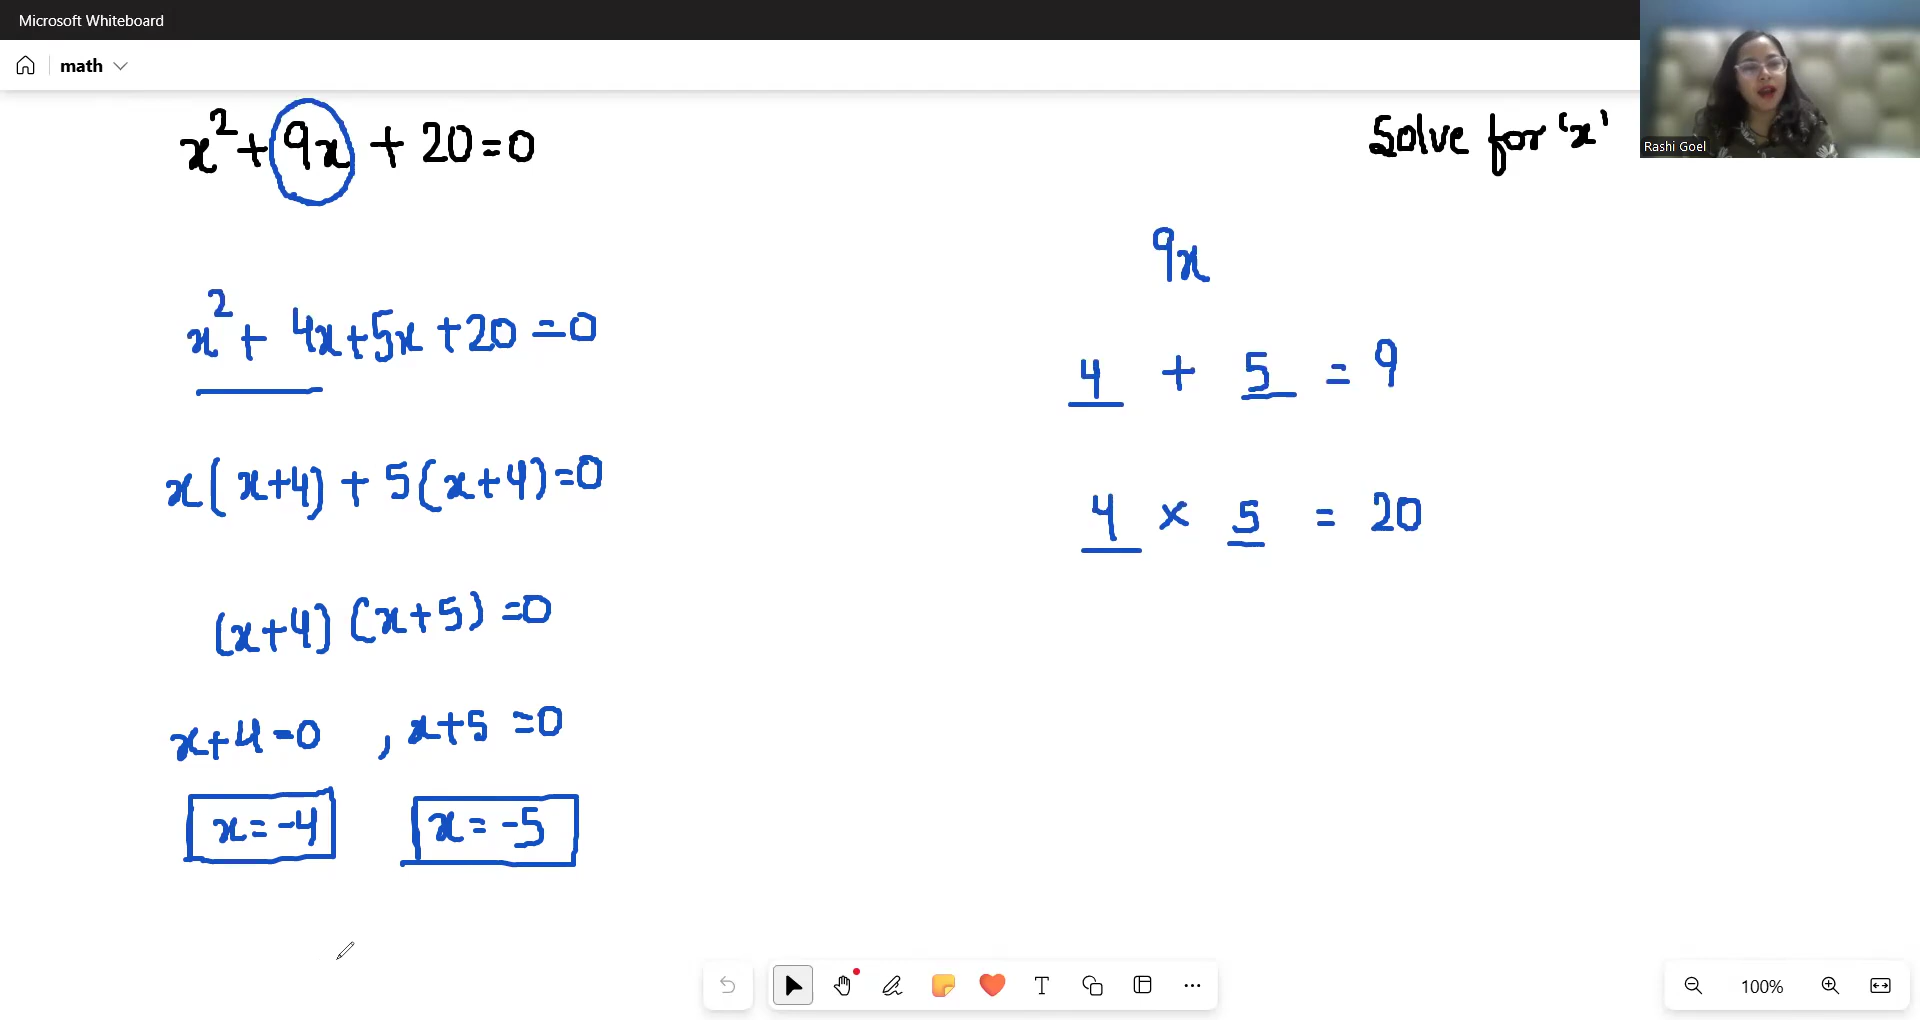 Microsoft Whiteboard
math
x² + 9x + 20 = 0
Solve for 'x'
Rashi Goel
9x
x² + 4x + 5x + 20 = 0
4 + 5 = 9
x(x+4) + 5(x+4) = 0
4 × 5 = 20
(x+4) (x+5) = 0
x+4=0 , x+5 = 0
x = -4 x = -5
T
100%